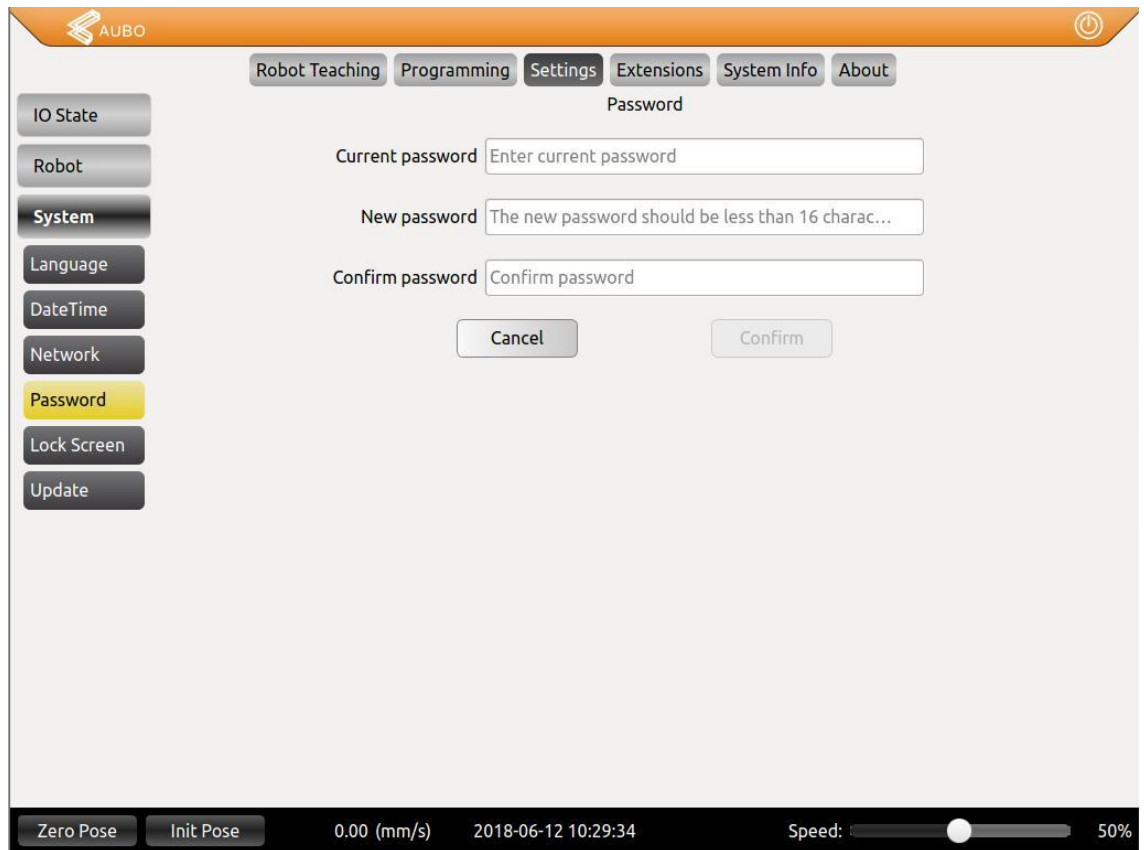 AUBO
Robot Teaching Programming Settings Extensions System Info About
Password
IO State
Robot
System
Language
DateTime
Network
Password
Lock Screen
Update
Current password Enter current password
New password The new password should be less than 16 charac...
Confirm password Confirm password
Cancel Confirm
Zero Pose Init Pose 0.00 (mm/s) 2018-06-12 10:29:34 Speed: 50%